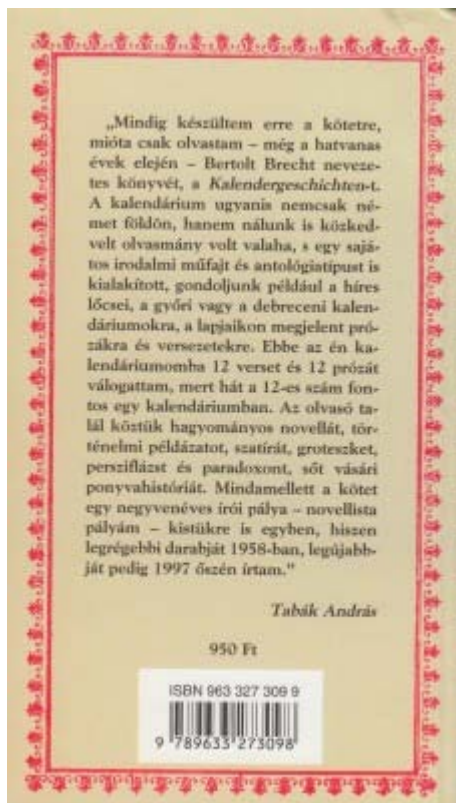 „Mindig készültem erre a kötetre,
mióta csak olvastam – még a hatvanas
évek elején – Bertolt Brecht neveze-
tes könyvét, a Kalendergeschichten-t.
A kalendárium ugyanis nemcsak né-
met földön, hanem nálunk is közked-
velt olvasmány volt valaha, s egy sajá-
tos irodalmi műfajt és antológiatípust is
kialakított, gondoljunk például a híres
lőcsei, a győri vagy a debreceni kalen-
dáriumokra, a lapjaikon megjelent pró-
zákra és versezetekre. Ebbe az én ka-
lendáriumomba 12 verset és 12 prózát
válogattam, mert hát a 12-es szám fon-
tos egy kalendáriumban. Az olvasó ta-
lál köztük hagyományos novellát, tör-
ténelmi példázatot, szatírát, groteszket,
persziflázst és paradoxont, sőt vásári
ponyvahistóriát. Mindamellett a kötet
egy negyvenéves írói pálya – novellista
pályám – kistükre is egyben, hiszen
legrégebbi darabját 1958-ban, legújabb-
ját pedig 1997 őszén írtam.”
Tabák András
950 Ft
ISBN 963 327 309 9
9 789633 273098